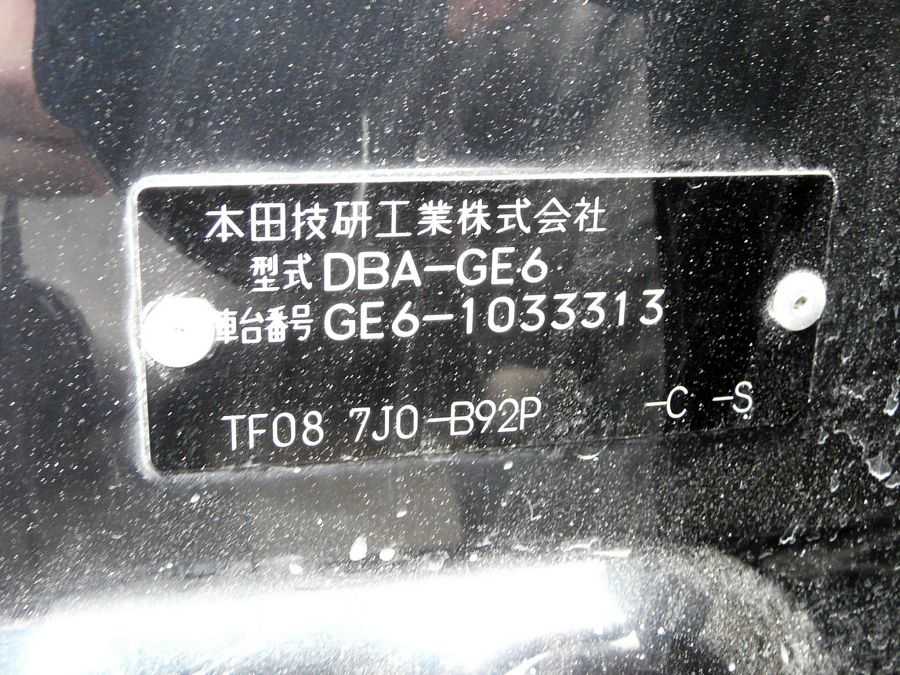 本田技研工業株式会社
型式 DBA-GE6
車台番号 GE6-1033313
TF08 7J0-B92P -C -S